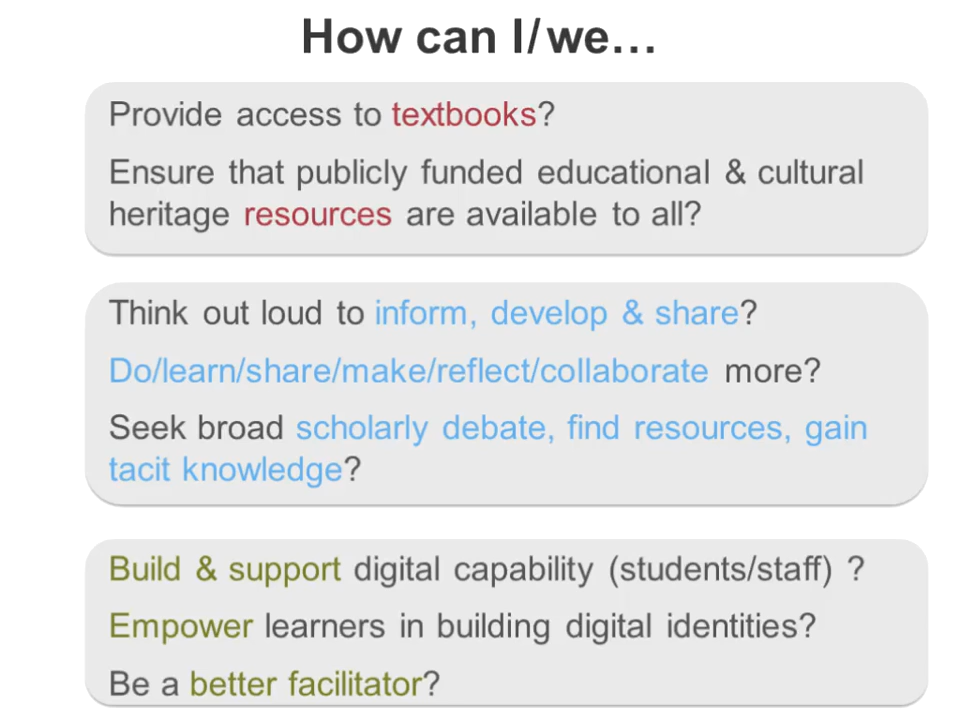 How can I/we…
Provide access to textbooks?
Ensure that publicly funded educational & cultural
heritage resources are available to all?
Think out loud to inform, develop & share?
Do/learn/share/make/reflect/collaborate more?
Seek broad scholarly debate, find resources, gain
tacit knowledge?
Build & support digital capability (students/staff) ?
Empower learners in building digital identities?
Be a better facilitator?